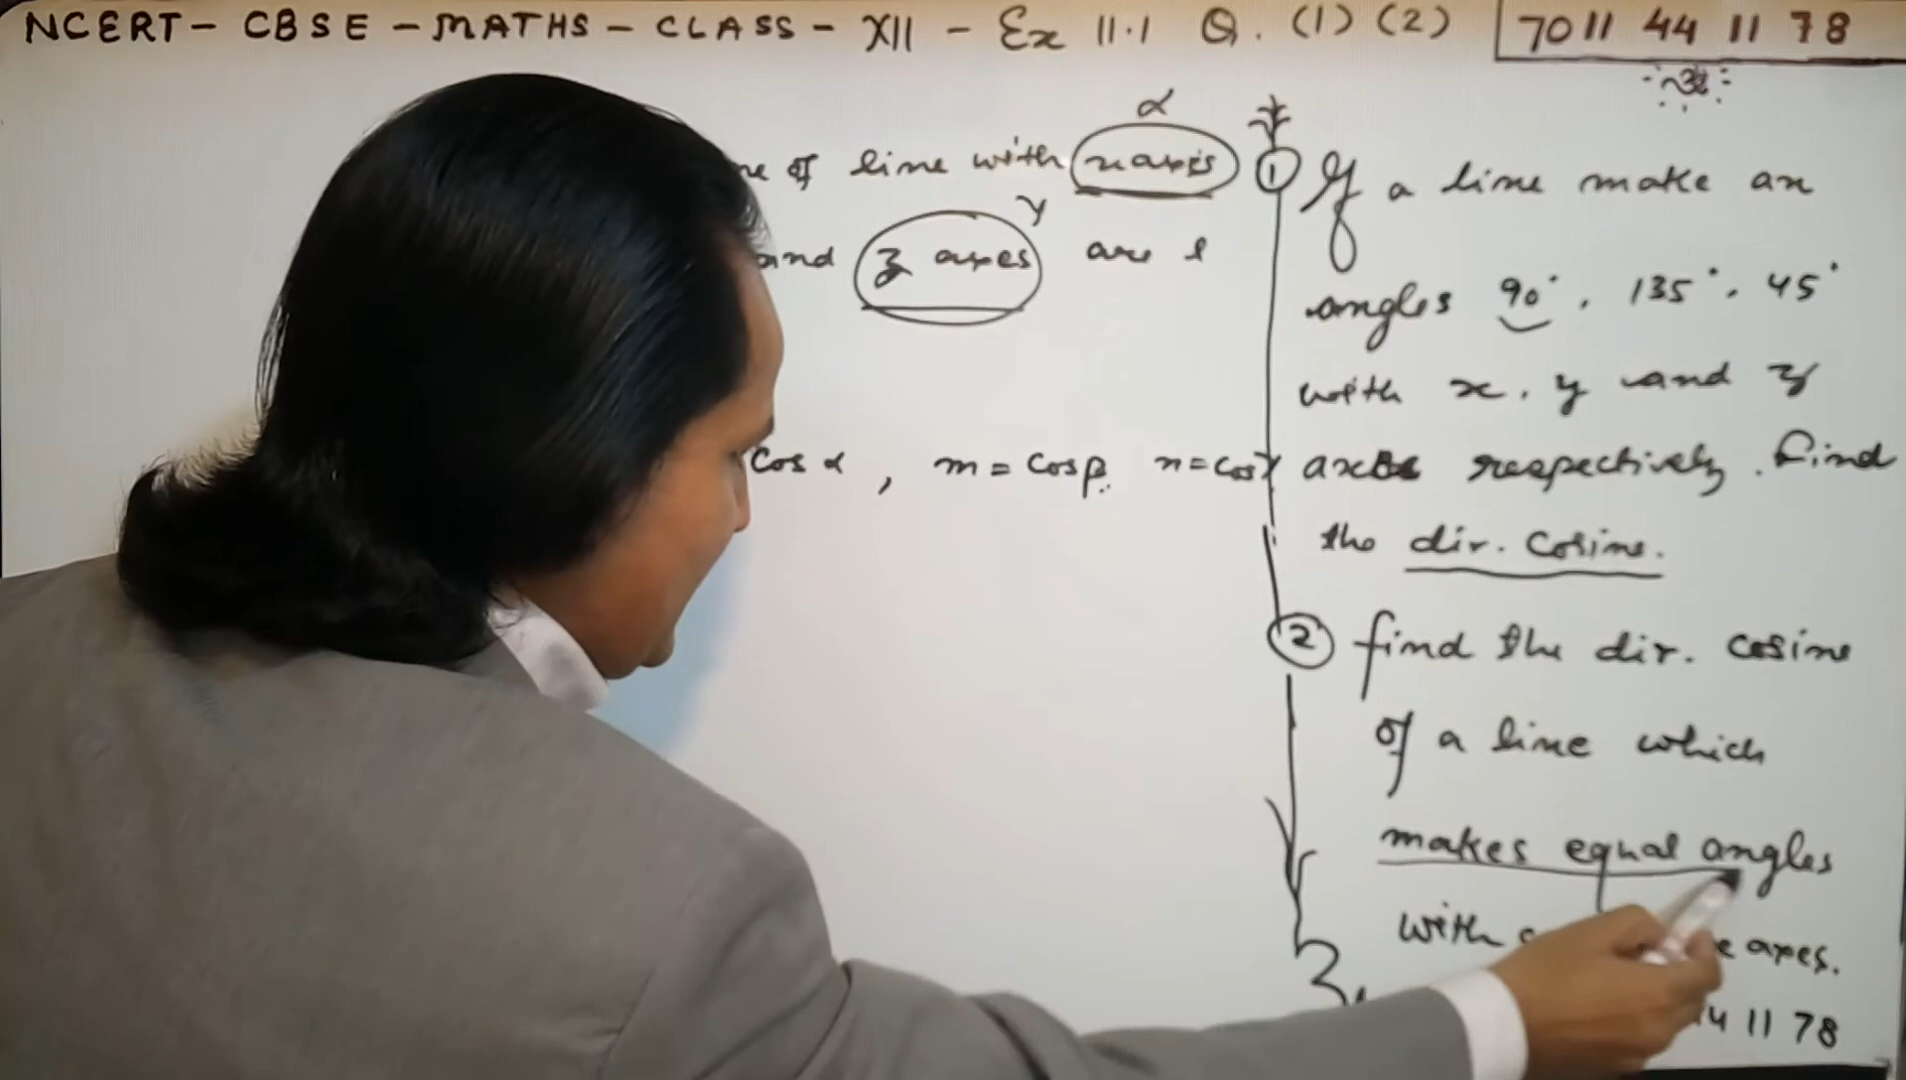 NCERT - CBSE - MATHS - CLASS - XII - Ex 11.1 Q. (1) (2)
7011 44 11 78
α
of line with x axis
γ
and z axes are l
cos α , m = cos β n = cos γ
① If a line make an
angles 90°, 135°, 45°
with x, y and z
axes respectively. Find
the dir. cosine.
② find the dir. cosine
of a line which
makes equal angles
with axes.
11 78